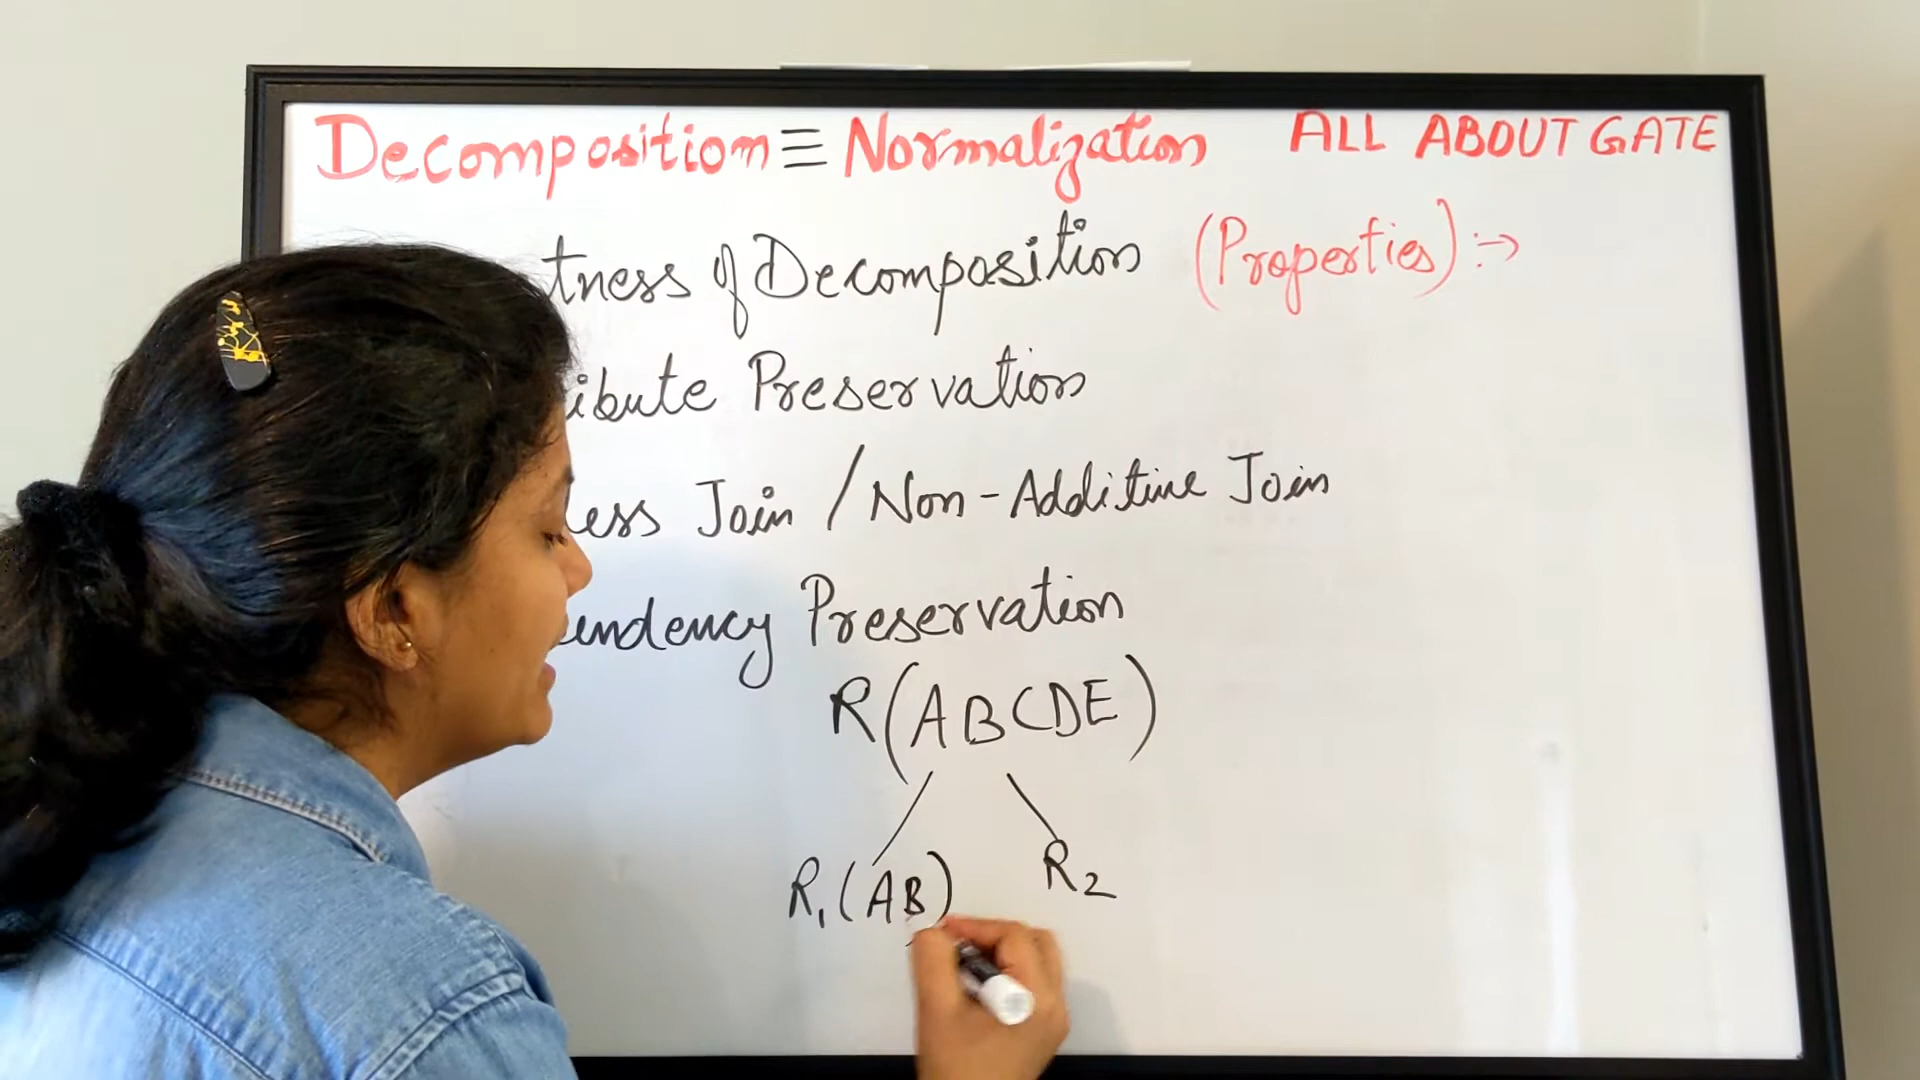 Decomposition ≡ Normalization ALL ABOUT GATE
tness of Decomposition (Properties) :→
ibute Preservation
less Join / Non-Additive Join
endency Preservation
R(ABCDE)
R₁(AB) R₂